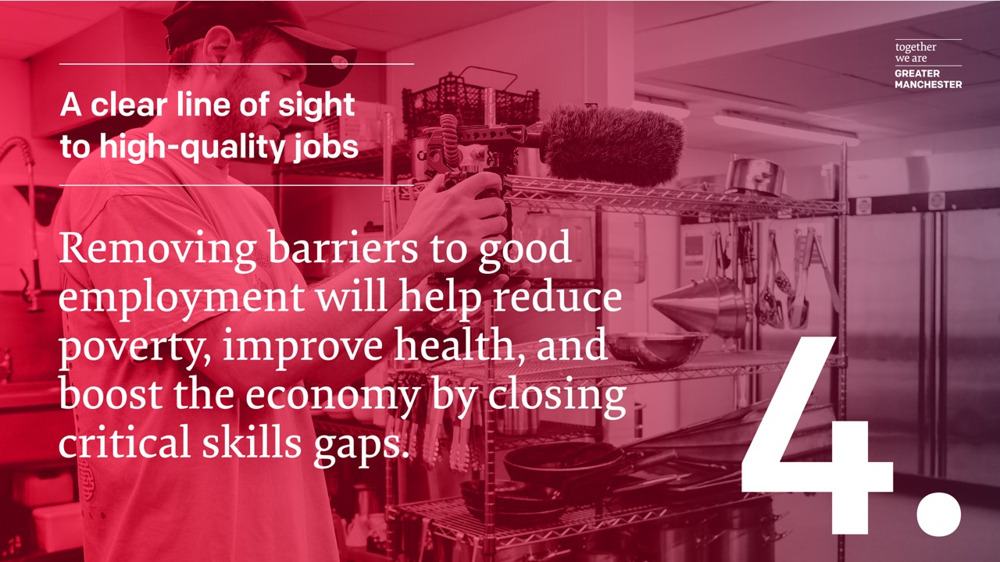 A clear line of sight
to high-quality jobs
Removing barriers to good
employment will help reduce
poverty, improve health, and
boost the economy by closing
critical skills gaps.
together
we are
GREATER
MANCHESTER
4.